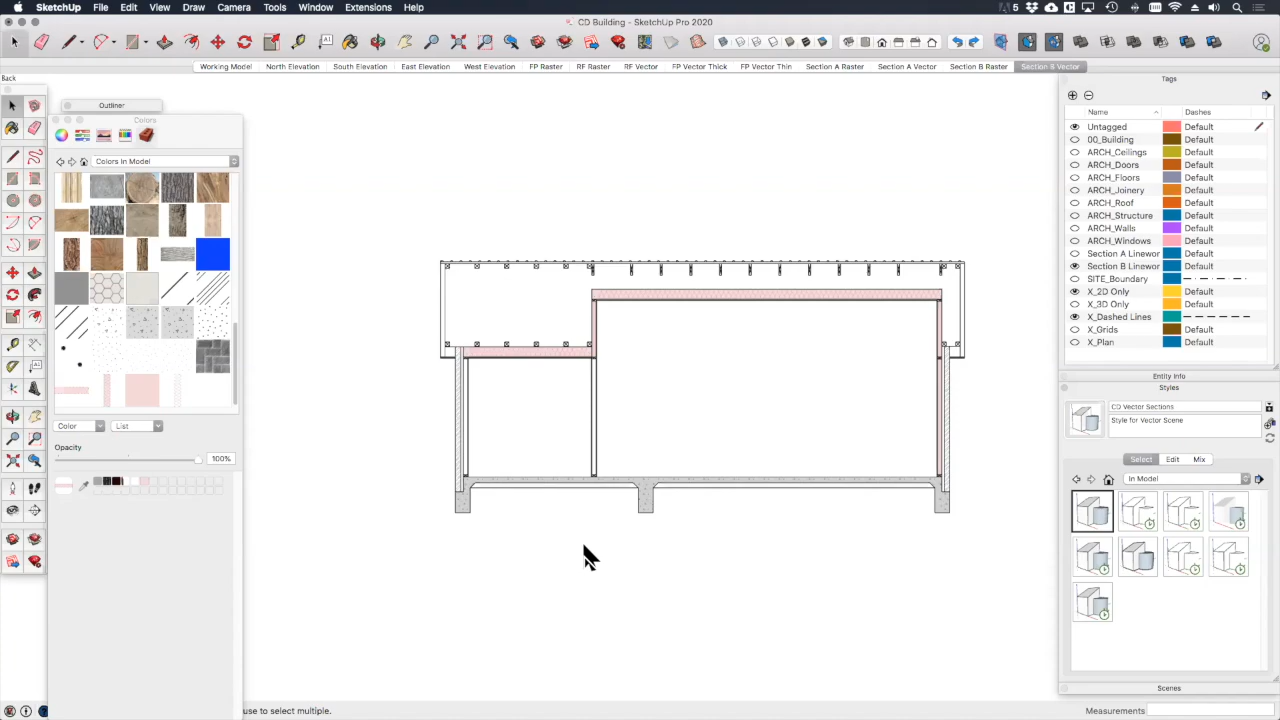 SketchUp File Edit View Draw Camera Tools Window Extensions Help
5
CD Building - SketchUp Pro 2020
Working Model North Elevation South Elevation East Elevation West Elevation FP Raster RF Raster RF Vector FP Vector Thick FP Vector Thin Section A Raster Section A Vector Section B Raster Section B Vector
Back
Outliner
Colors
Colors In Model
Color
List
Opacity
100%
Tags
Name Dashes
Untagged Default
00_Building Default
ARCH_Ceilings Default
ARCH_Doors Default
ARCH_Floors Default
ARCH_Joinery Default
ARCH_Roof Default
ARCH_Structure Default
ARCH_Walls Default
ARCH_Windows Default
Section A Linewor Default
Section B Linewor Default
SITE_Boundary
X_2D Only Default
X_3D Only Default
X_Dashed Lines
X_Grids Default
X_Plan Default
Entity Info
Styles
CD Vector Sections
Style for Vector Scene
Select Edit Mix
In Model
Scenes
use to select multiple.
Measurements